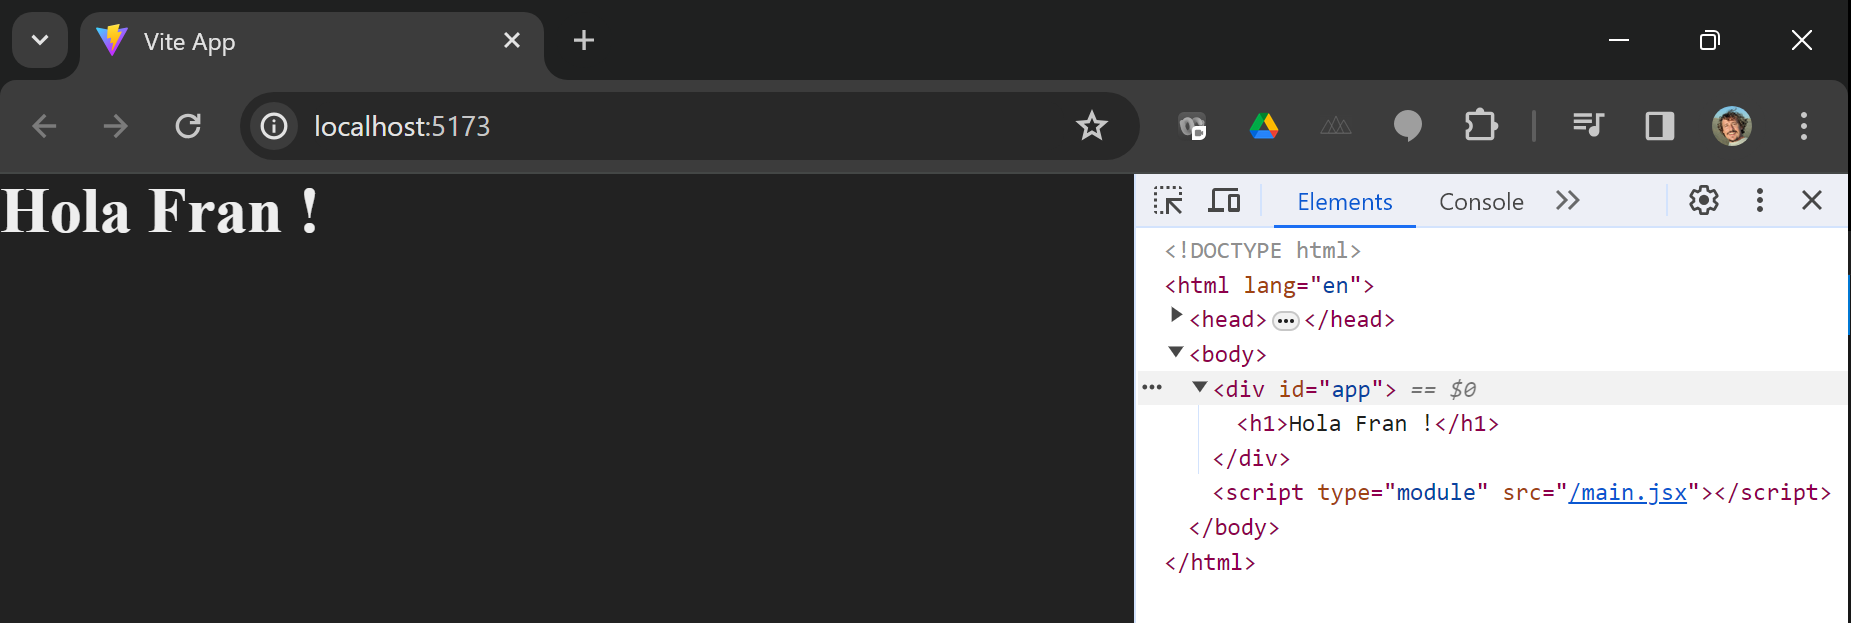 Vite App
localhost:5173
Hola Fran !
Elements Console
<!DOCTYPE html>
<html lang="en">
<head>…</head>
<body>
… <div id="app"> == $0
<h1>Hola Fran !</h1>
</div>
<script type="module" src="/main.jsx"></script>
</body>
</html>